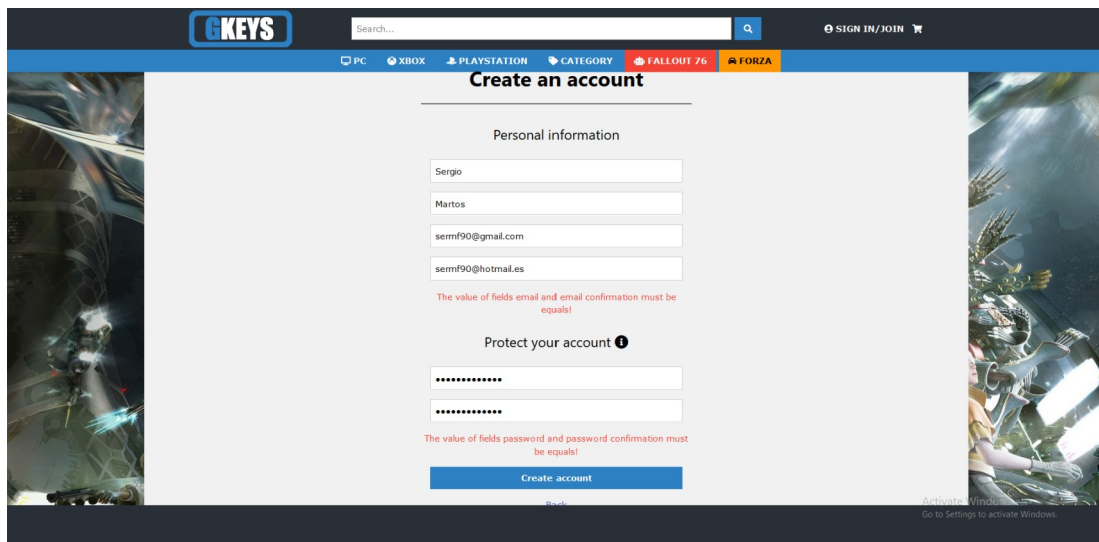 GKEYS
Search...
SIGN IN/JOIN
PC XBOX PLAYSTATION CATEGORY FALLOUT 76 FORZA
Create an account
Personal information
Sergio
Martos
sermf90@gmail.com
sermf90@hotmail.es
The value of fields email and email confirmation must be
equals!
Protect your account
•••••••••••••
•••••••••••••
The value of fields password and password confirmation must
be equals!
Create account
Back
Activate Windows
Go to Settings to activate Windows.